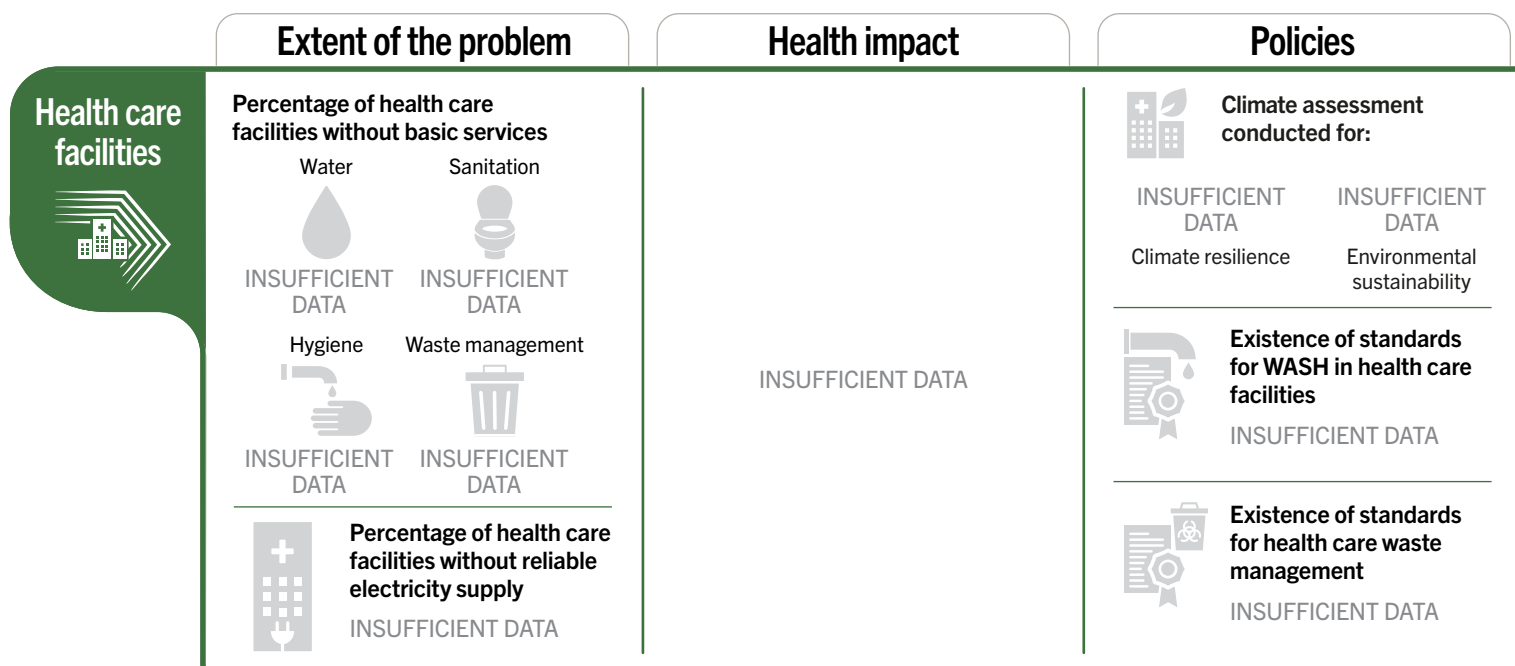 Extent of the problem
Health impact
Policies
Health care
facilities
Percentage of health care
facilities without basic services
Water
Sanitation
INSUFFICIENT
DATA
INSUFFICIENT
DATA
Hygiene
Waste management
INSUFFICIENT
DATA
INSUFFICIENT
DATA
Percentage of health care
facilities without reliable
electricity supply
INSUFFICIENT DATA
INSUFFICIENT DATA
Climate assessment
conducted for:
INSUFFICIENT
DATA
Climate resilience
INSUFFICIENT
DATA
Environmental
sustainability
Existence of standards
for WASH in health care
facilities
INSUFFICIENT DATA
Existence of standards
for health care waste
management
INSUFFICIENT DATA